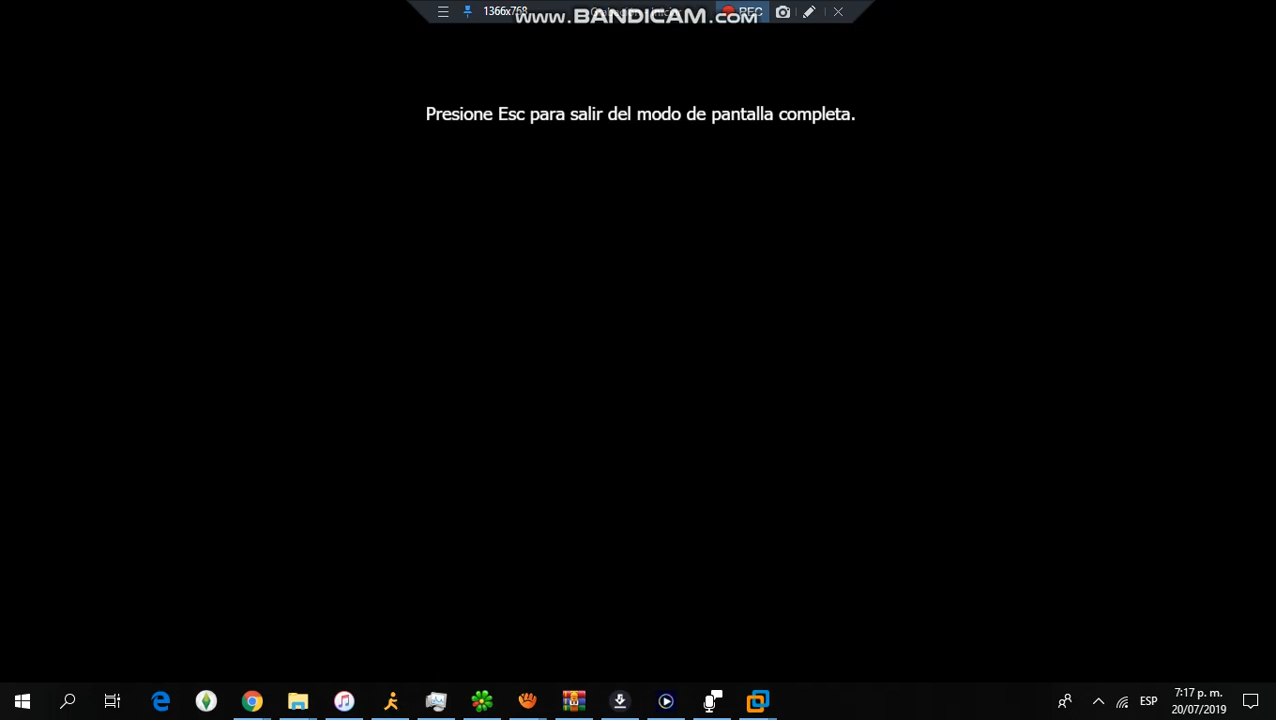 1366x768
www.BANDICAM.com
REC
Presione Esc para salir del modo de pantalla completa.
ESP
7:17 p. m.
20/07/2019